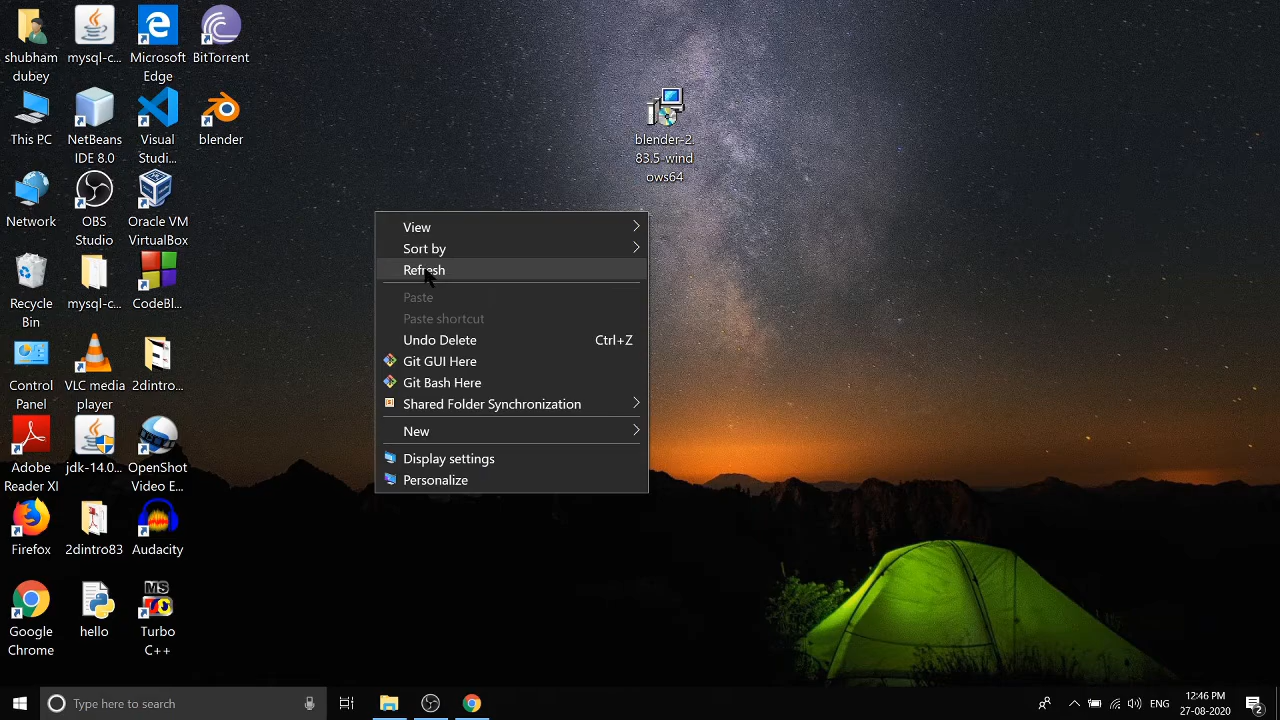 shubham
dubey
mysql-c...
Microsoft
Edge
BitTorrent
This PC
NetBeans
IDE 8.0
Visual
Studi...
blender
Network
OBS
Studio
Oracle VM
VirtualBox
Recycle
Bin
mysql-c...
CodeBl...
Control
Panel
VLC media
player
2dintro...
Adobe
Reader XI
jdk-14.0...
OpenShot
Video E...
Firefox
2dintro83
Audacity
Google
Chrome
hello
MS
Turbo
C++
blender-2.
83.5-wind
ows64
View
Sort by
Refresh
Paste
Paste shortcut
Undo Delete Ctrl+Z
Git GUI Here
Git Bash Here
Shared Folder Synchronization
New
Display settings
Personalize
Type here to search
ENG
12:46 PM
27-08-2020
2